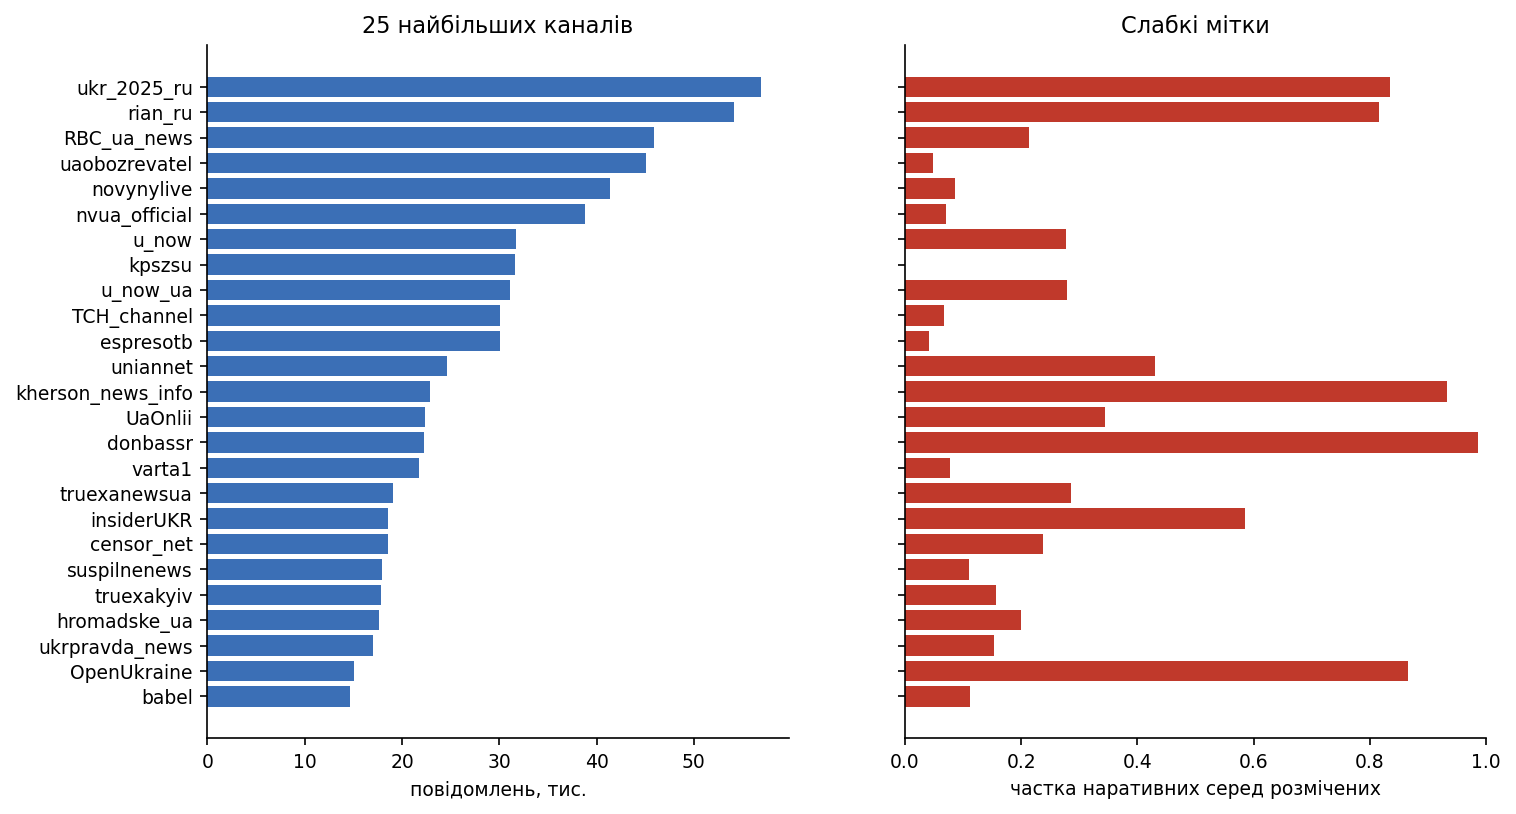 25 найбільших каналів
ukr_2025_ru
rian_ru
RBC_ua_news
uaobozrevatel
novynylive
nvua_official
u_now
kpszsu
u_now_ua
TCH_channel
espresotb
uniannet
kherson_news_info
UaOnlii
donbassr
varta1
truexanewsua
insiderUKR
censor_net
suspilnenews
truexakyiv
hromadske_ua
ukrpravda_news
OpenUkraine
babel
0 10 20 30 40 50
повідомлень, тис.
Слабкі мітки
0.0 0.2 0.4 0.6 0.8 1.0
частка наративних серед розмічених